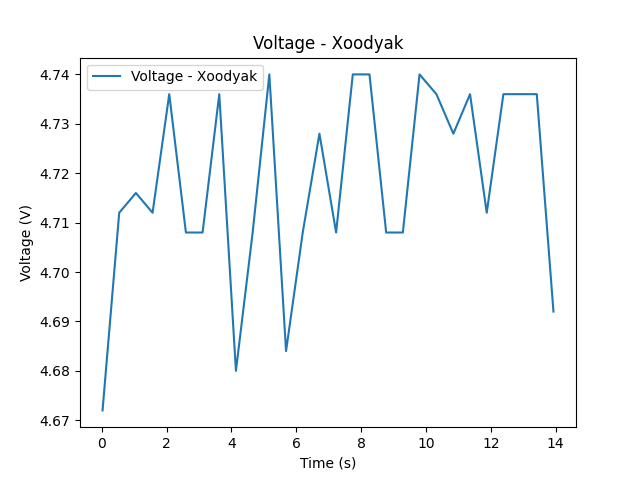 Voltage - Xoodyak
Voltage - Xoodyak
4.74
4.73
4.72
4.71
4.70
4.69
4.68
4.67
Voltage (V)
0 2 4 6 8 10 12 14
Time (s)